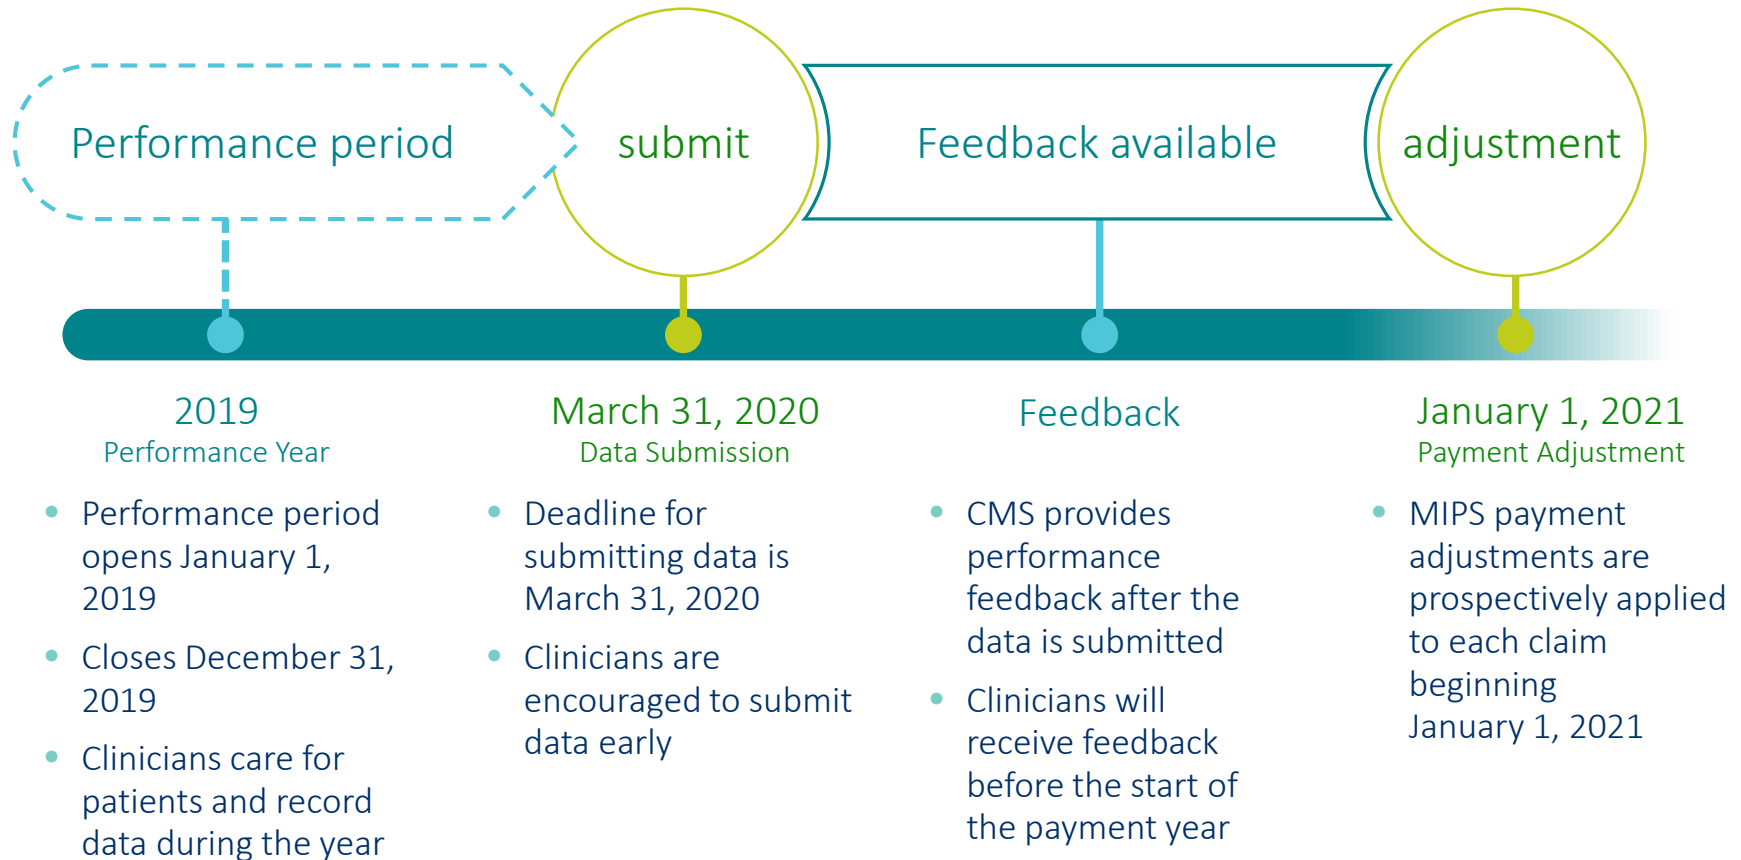 Performance period
submit
Feedback available
adjustment
2019
Performance Year
• Performance period
opens January 1,
2019
• Closes December 31,
2019
• Clinicians care for
patients and record
data during the year
March 31, 2020
Data Submission
• Deadline for
submitting data is
March 31, 2020
• Clinicians are
encouraged to submit
data early
Feedback
• CMS provides
performance
feedback after the
data is submitted
• Clinicians will
receive feedback
before the start of
the payment year
January 1, 2021
Payment Adjustment
• MIPS payment
adjustments are
prospectively applied
to each claim
beginning
January 1, 2021